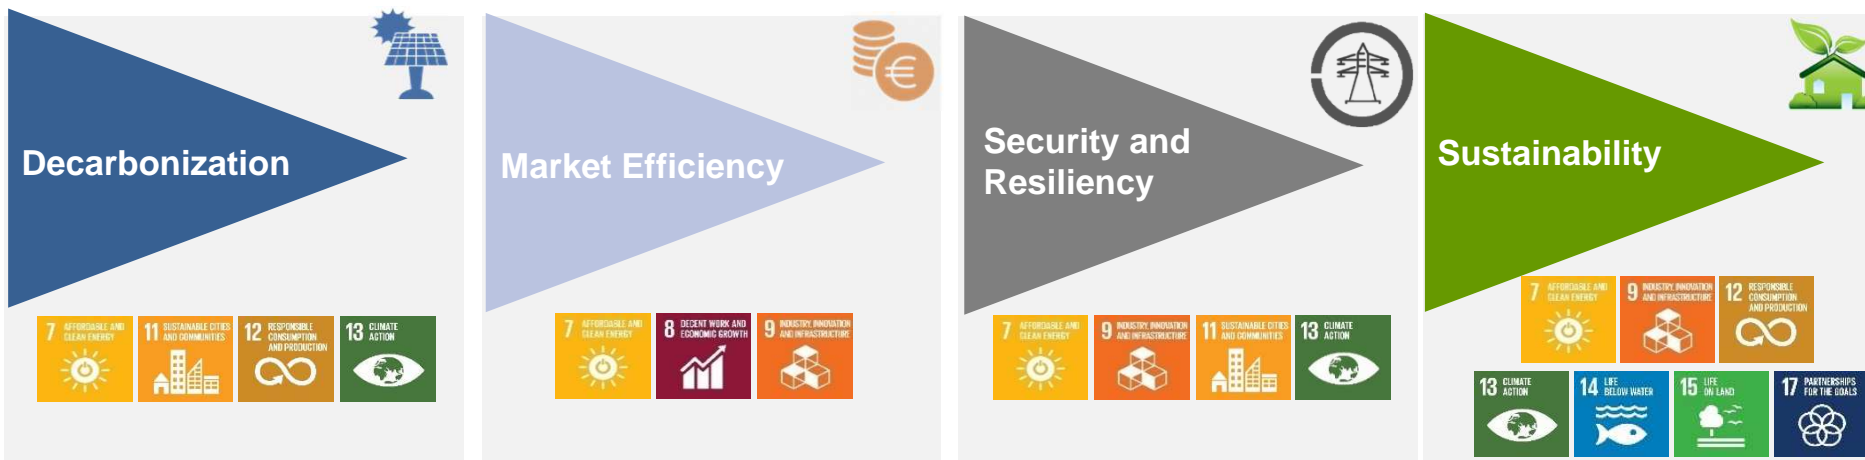 Decarbonization
7 AFFORDABLE AND
CLEAN ENERGY
11 SUSTAINABLE CITIES
AND COMMUNITIES
12 RESPONSIBLE
CONSUMPTION
AND PRODUCTION
13 CLIMATE
ACTION
Market Efficiency
€
7 AFFORDABLE AND
CLEAN ENERGY
8 DECENT WORK AND
ECONOMIC GROWTH
9 INDUSTRY, INNOVATION
AND INFRASTRUCTURE
Security and
Resiliency
7 AFFORDABLE AND
CLEAN ENERGY
9 INDUSTRY, INNOVATION
AND INFRASTRUCTURE
11 SUSTAINABLE CITIES
AND COMMUNITIES
13 CLIMATE
ACTION
Sustainability
7 AFFORDABLE AND
CLEAN ENERGY
9 INDUSTRY, INNOVATION
AND INFRASTRUCTURE
12 RESPONSIBLE
CONSUMPTION
AND PRODUCTION
13 CLIMATE
ACTION
14 LIFE
BELOW WATER
15 LIFE
ON LAND
17 PARTNERSHIPS
FOR THE GOALS